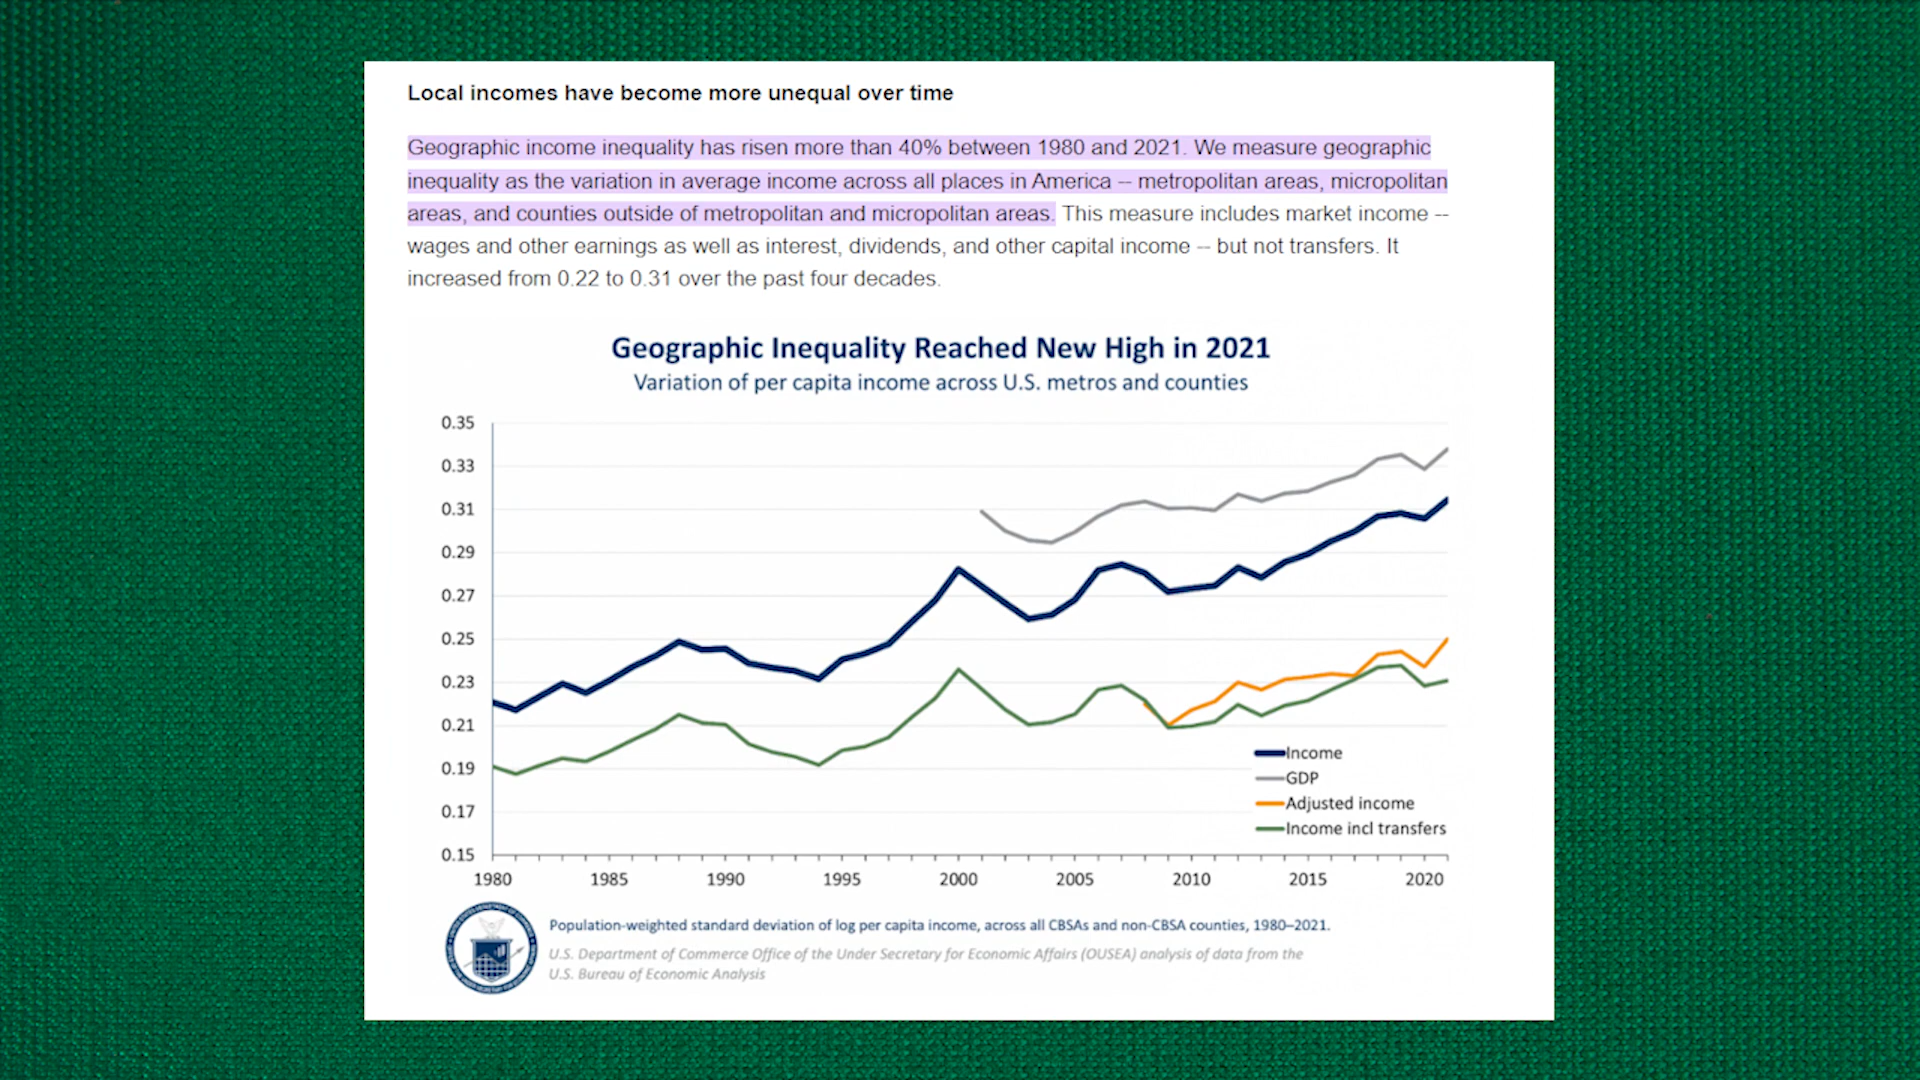 Local incomes have become more unequal over time
Geographic income inequality has risen more than 40% between 1980 and 2021. We measure geographic
inequality as the variation in average income across all places in America -- metropolitan areas, micropolitan
areas, and counties outside of metropolitan and micropolitan areas. This measure includes market income --
wages and other earnings as well as interest, dividends, and other capital income -- but not transfers. It
increased from 0.22 to 0.31 over the past four decades.
Geographic Inequality Reached New High in 2021
Variation of per capita income across U.S. metros and counties
0.35
0.33
0.31
0.29
0.27
0.25
0.23
0.21
0.19
0.17
0.15
Income
GDP
Adjusted income
Income incl transfers
1980 1985 1990 1995 2000 2005 2010 2015 2020
Population-weighted standard deviation of log per capita income, across all CBSAs and non-CBSA counties, 1980–2021.
U.S. Department of Commerce Office of the Under Secretary for Economic Affairs (OUSEA) analysis of data from the
U.S. Bureau of Economic Analysis